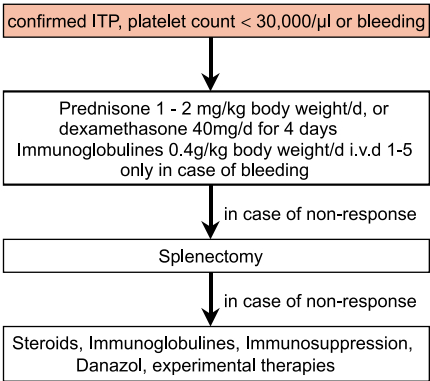 confirmed ITP, platelet count < 30,000/µl or bleeding
Prednisone 1 - 2 mg/kg body weight/d, or
dexamethasone 40mg/d for 4 days
Immunoglobulines 0.4g/kg body weight/d i.v.d 1-5
only in case of bleeding
in case of non-response
Splenectomy
in case of non-response
Steroids, Immunoglobulines, Immunosuppression,
Danazol, experimental therapies